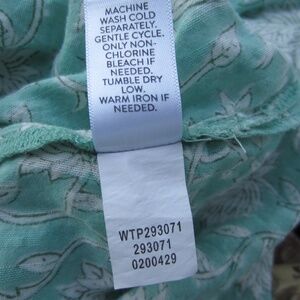 MACHINE
WASH COLD
SEPARATELY.
GENTLE CYCLE.
ONLY NON-
CHLORINE
BLEACH IF
NEEDED.
TUMBLE DRY
LOW.
WARM IRON IF
NEEDED.
WTP293071
293071
0200429